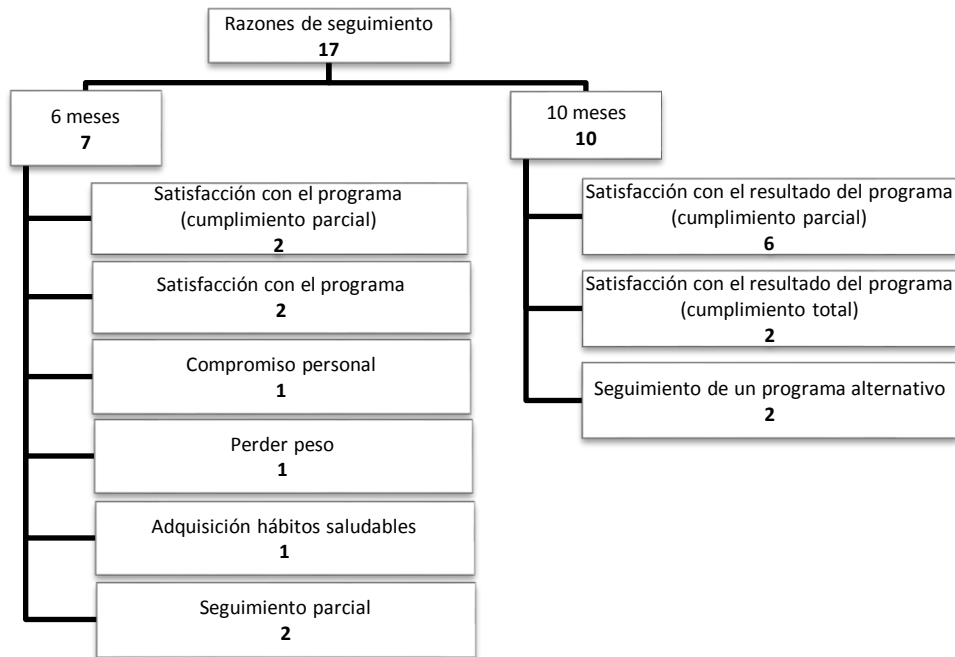 Razones de seguimiento
17
6 meses
7
10 meses
10
Satisfacción con el programa
(cumplimiento parcial)
2
Satisfacción con el programa
2
Compromiso personal
1
Perder peso
1
Adquisición hábitos saludables
1
Seguimiento parcial
2
Satisfacción con el resultado del programa
(cumplimiento parcial)
6
Satisfacción con el resultado del programa
(cumplimiento total)
2
Seguimiento de un programa alternativo
2